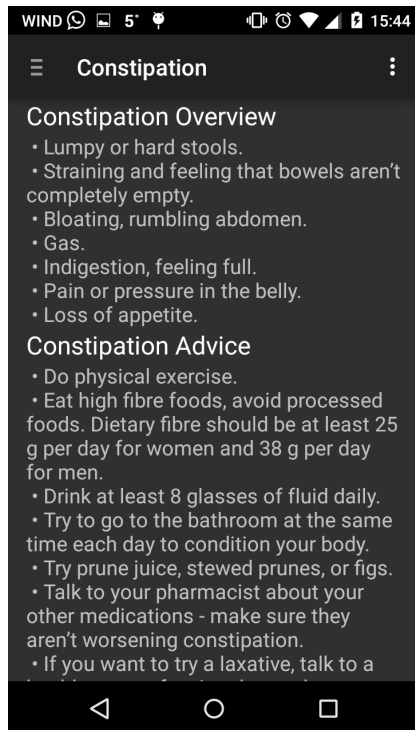 WIND 5° 15:44
Constipation
Constipation Overview
• Lumpy or hard stools.
• Straining and feeling that bowels aren't
completely empty.
• Bloating, rumbling abdomen.
• Gas.
• Indigestion, feeling full.
• Pain or pressure in the belly.
• Loss of appetite.
Constipation Advice
• Do physical exercise.
• Eat high fibre foods, avoid processed
foods. Dietary fibre should be at least 25
g per day for women and 38 g per day
for men.
• Drink at least 8 glasses of fluid daily.
• Try to go to the bathroom at the same
time each day to condition your body.
• Try prune juice, stewed prunes, or figs.
• Talk to your pharmacist about your
other medications - make sure they
aren't worsening constipation.
• If you want to try a laxative, talk to a